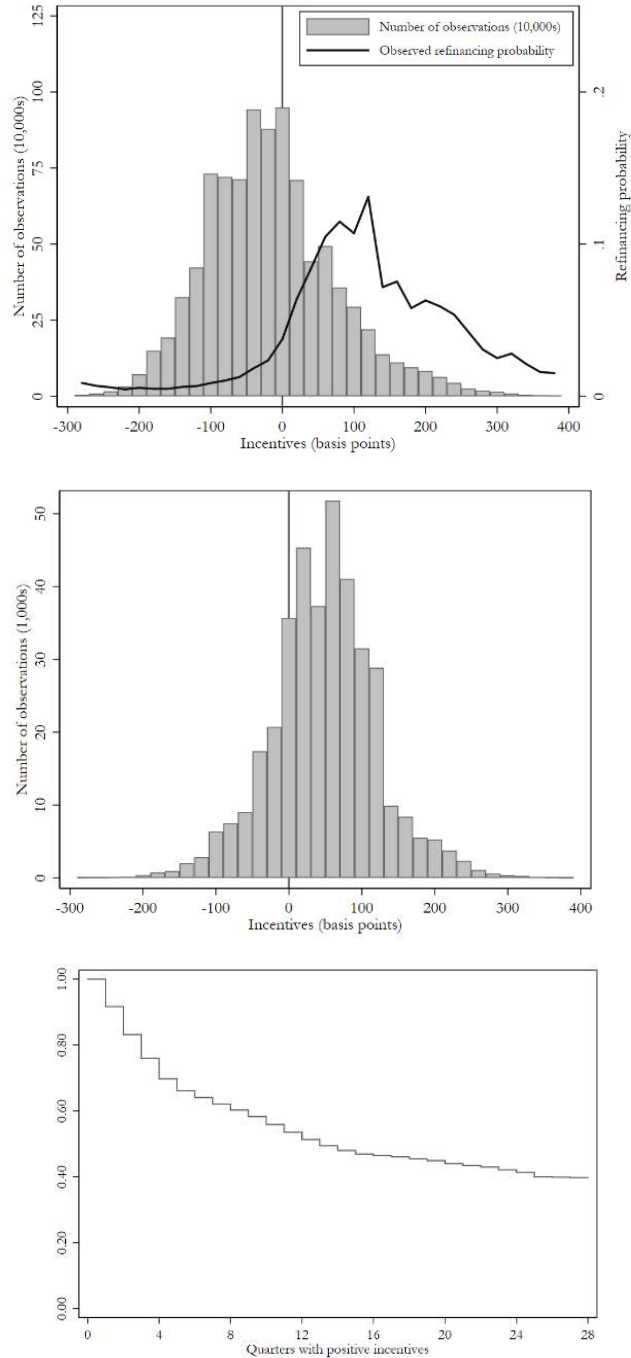 Number of observations (10,000s)
Observed refinancing probability
Number of observations (10,000s)
125
100
75
50
25
0
.2
.1
0
Refinancing probability
-300 -200 -100 0 100 200 300 400
Incentives (basis points)
Number of observations (1,000s)
50
40
30
20
10
0
-300 -200 -100 0 100 200 300 400
Incentives (basis points)
1.00
0.80
0.60
0.40
0.20
0.00
0 4 8 12 16 20 24 28
Quarters with positive incentives